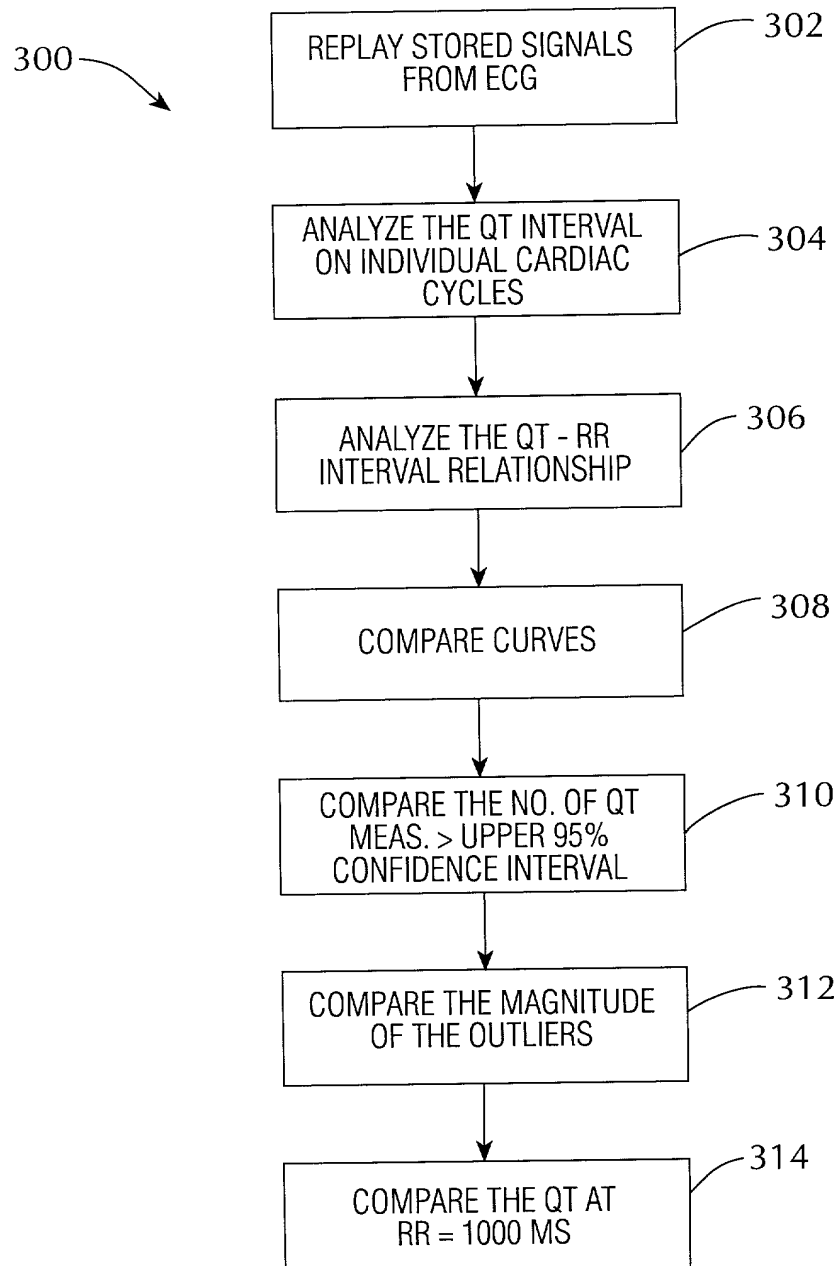 300
REPLAY STORED SIGNALS
FROM ECG
302
ANALYZE THE QT INTERVAL
ON INDIVIDUAL CARDIAC
CYCLES
304
ANALYZE THE QT - RR
INTERVAL RELATIONSHIP
306
COMPARE CURVES
308
COMPARE THE NO. OF QT
MEAS. > UPPER 95%
CONFIDENCE INTERVAL
310
COMPARE THE MAGNITUDE
OF THE OUTLIERS
312
COMPARE THE QT AT
RR = 1000 MS
314